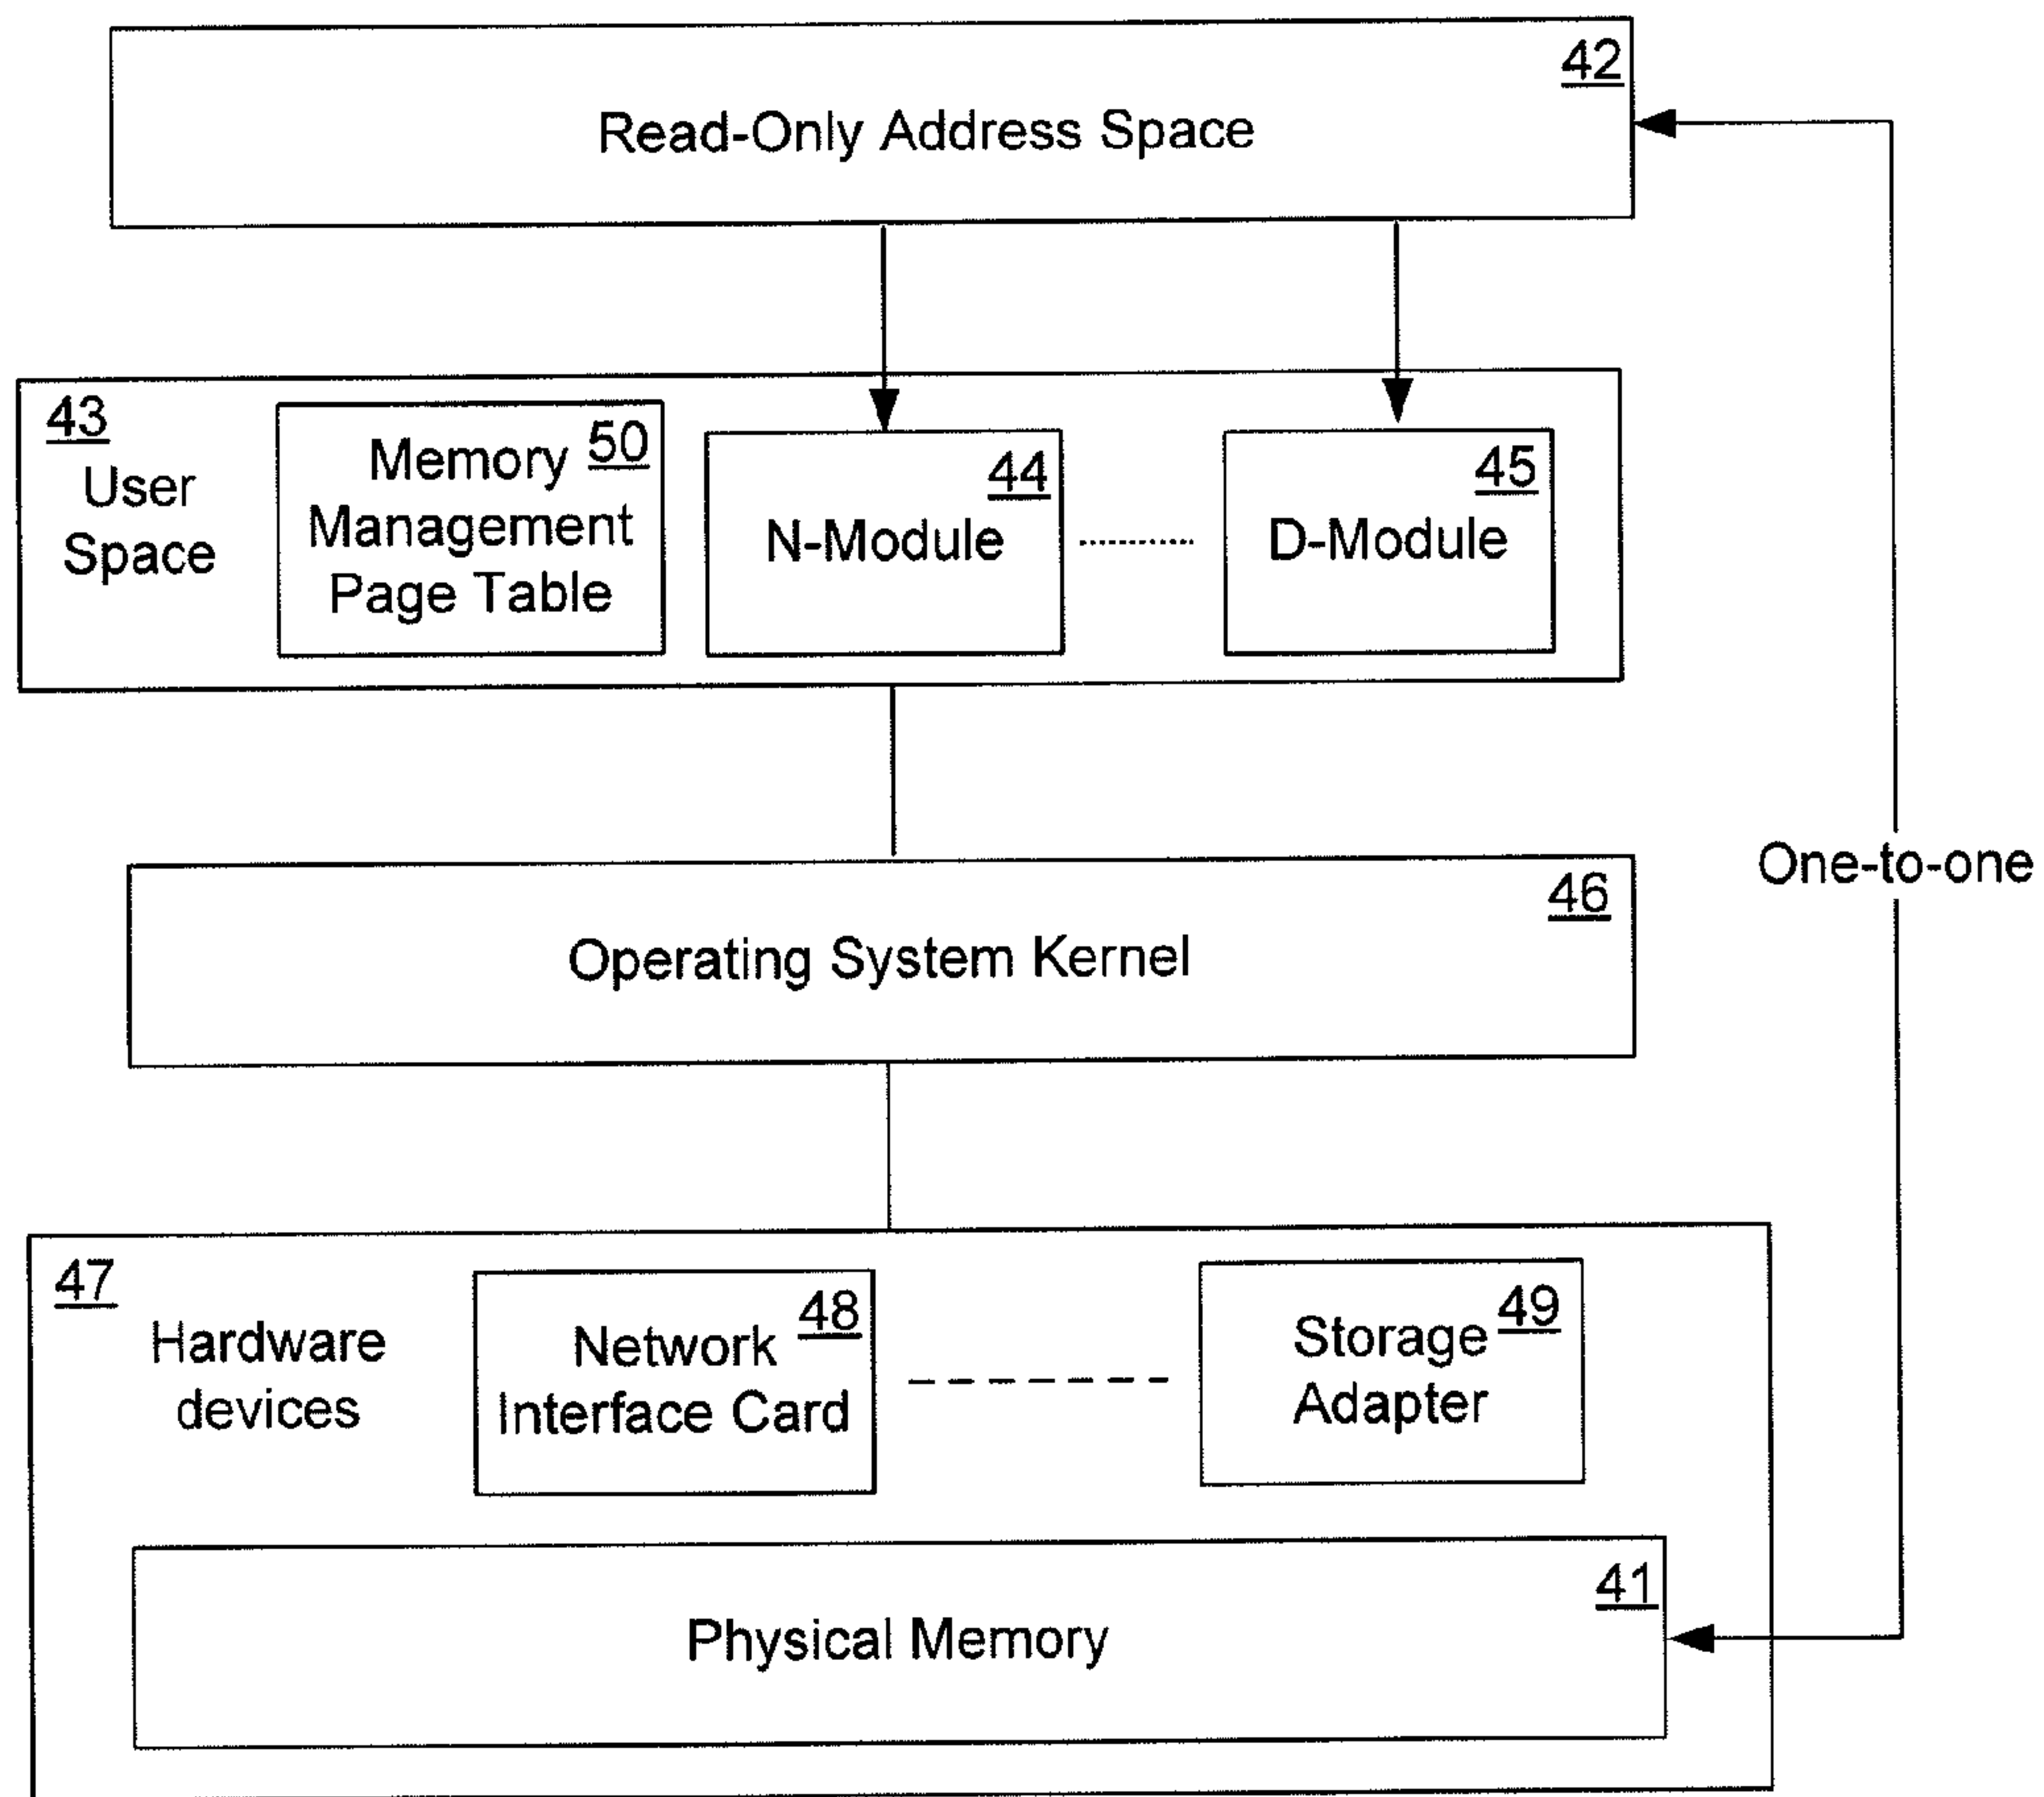 42
Read-Only Address Space
43
User
Space
Memory 50
Management
Page Table
44
N-Module
45
D-Module
One-to-one
46
Operating System Kernel
47
Hardware
devices
48
Network
Interface Card
49
Storage
Adapter
41
Physical Memory